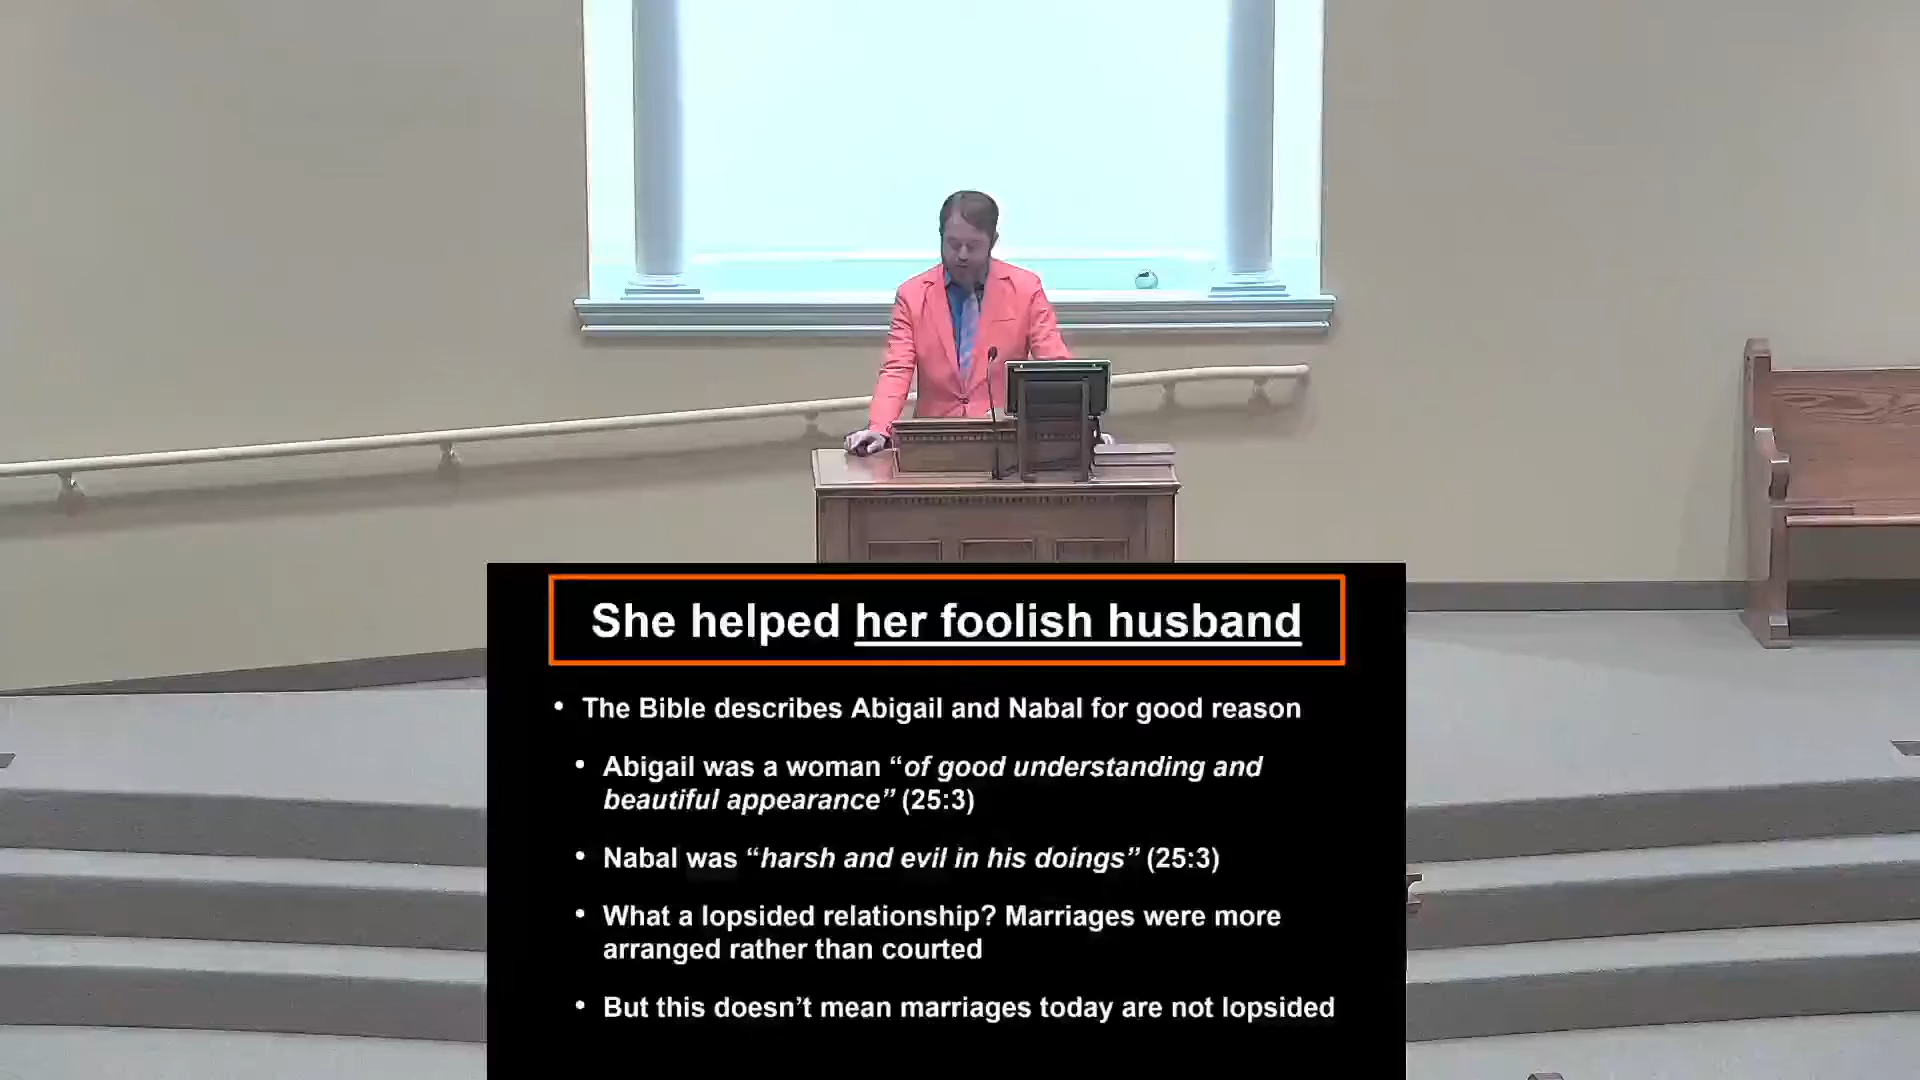 She helped her foolish husband
• The Bible describes Abigail and Nabal for good reason
• Abigail was a woman “of good understanding and
beautiful appearance” (25:3)
• Nabal was “harsh and evil in his doings” (25:3)
• What a lopsided relationship? Marriages were more
arranged rather than courted
• But this doesn’t mean marriages today are not lopsided